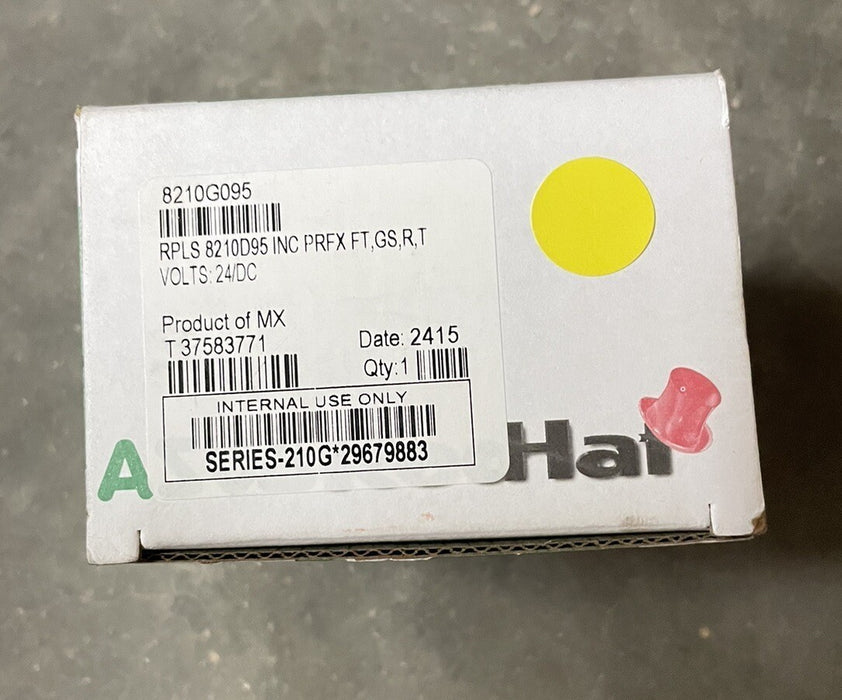 8210G095
RPLS 8210D95 INC PRFX FT,GS,R,T
VOLTS: 24/DC
Product of MX
T 37583771
Date: 2415
Qty:1
INTERNAL USE ONLY
SERIES-210G*29679883
A
Hat